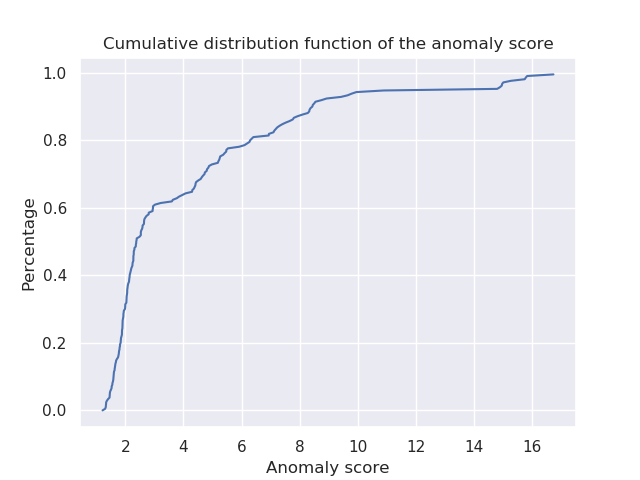 Cumulative distribution function of the anomaly score
1.0
0.8
0.6
0.4
0.2
0.0
Percentage
2 4 6 8 10 12 14 16
Anomaly score